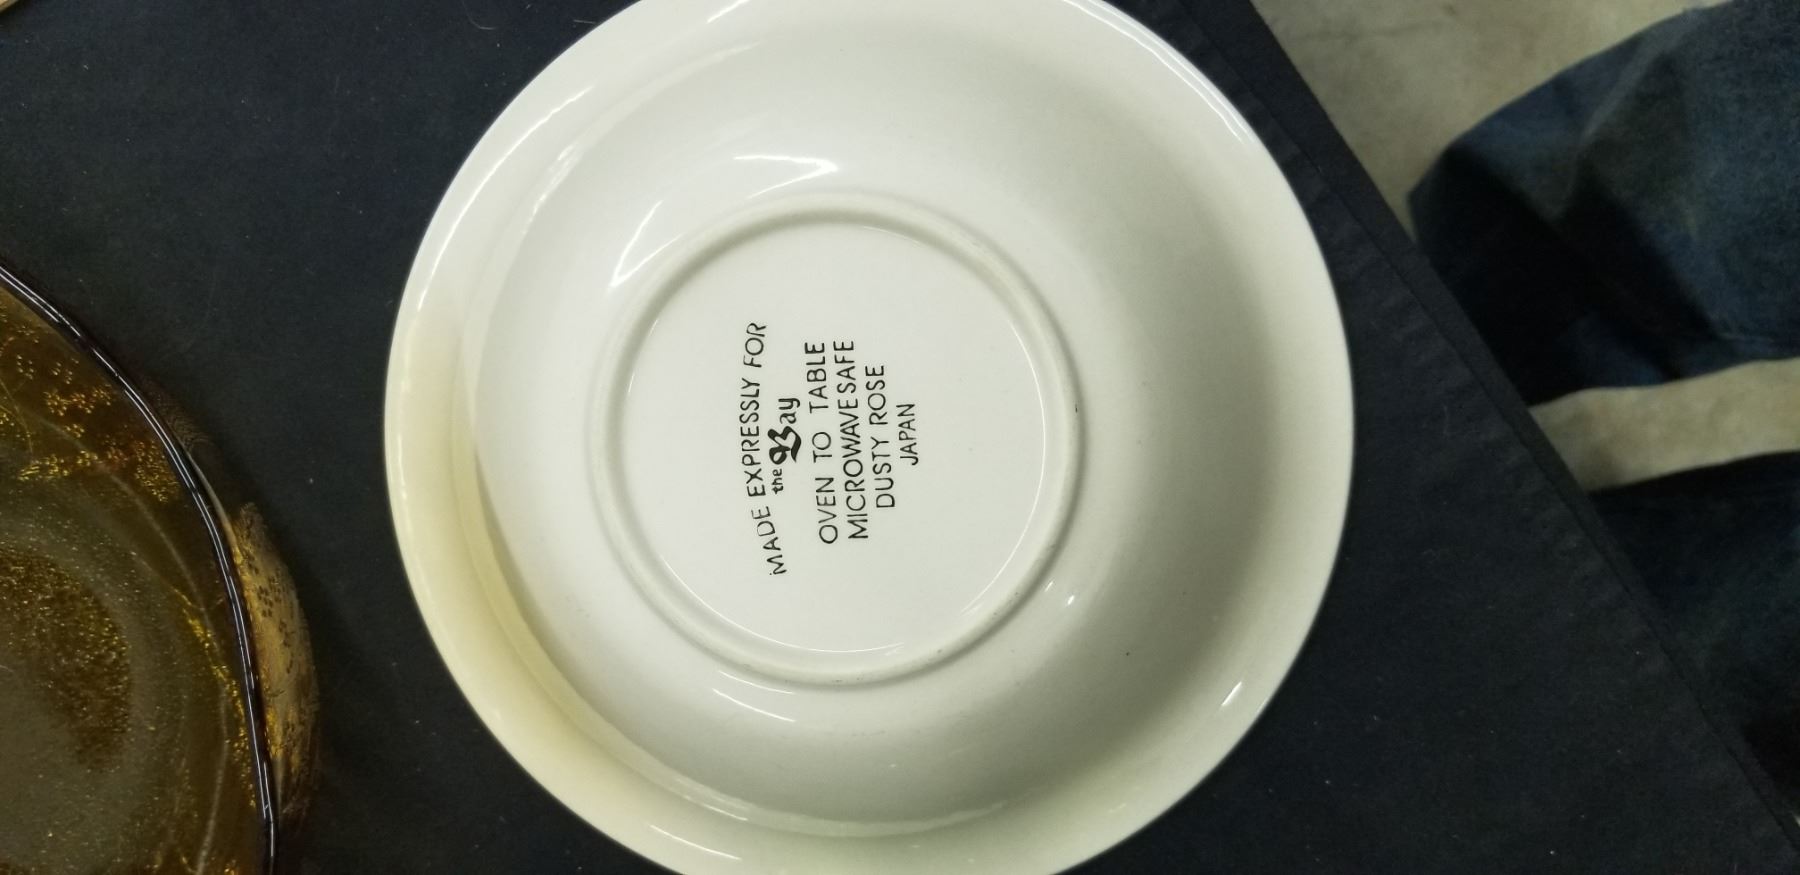 MADE EXPRESSLY FOR
the Bay
OVEN TO TABLE
MICROWAVE SAFE
DUSTY ROSE
JAPAN